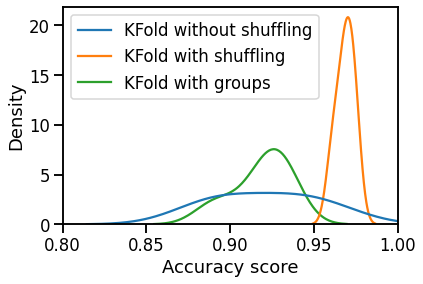 KFold without shuffling
KFold with shuffling
KFold with groups
Density
20
15
10
5
0
0.80 0.85 0.90 0.95 1.00
Accuracy score